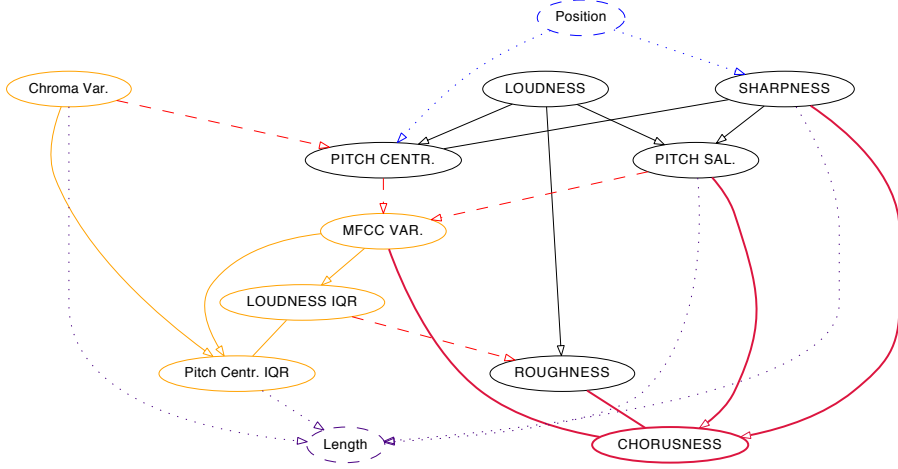 Position
Chroma Var.
LOUDNESS
SHARPNESS
PITCH CENTR.
PITCH SAL.
MFCC VAR.
LOUDNESS IQR
Pitch Centr. IQR
ROUGHNESS
Length
CHORUSNESS